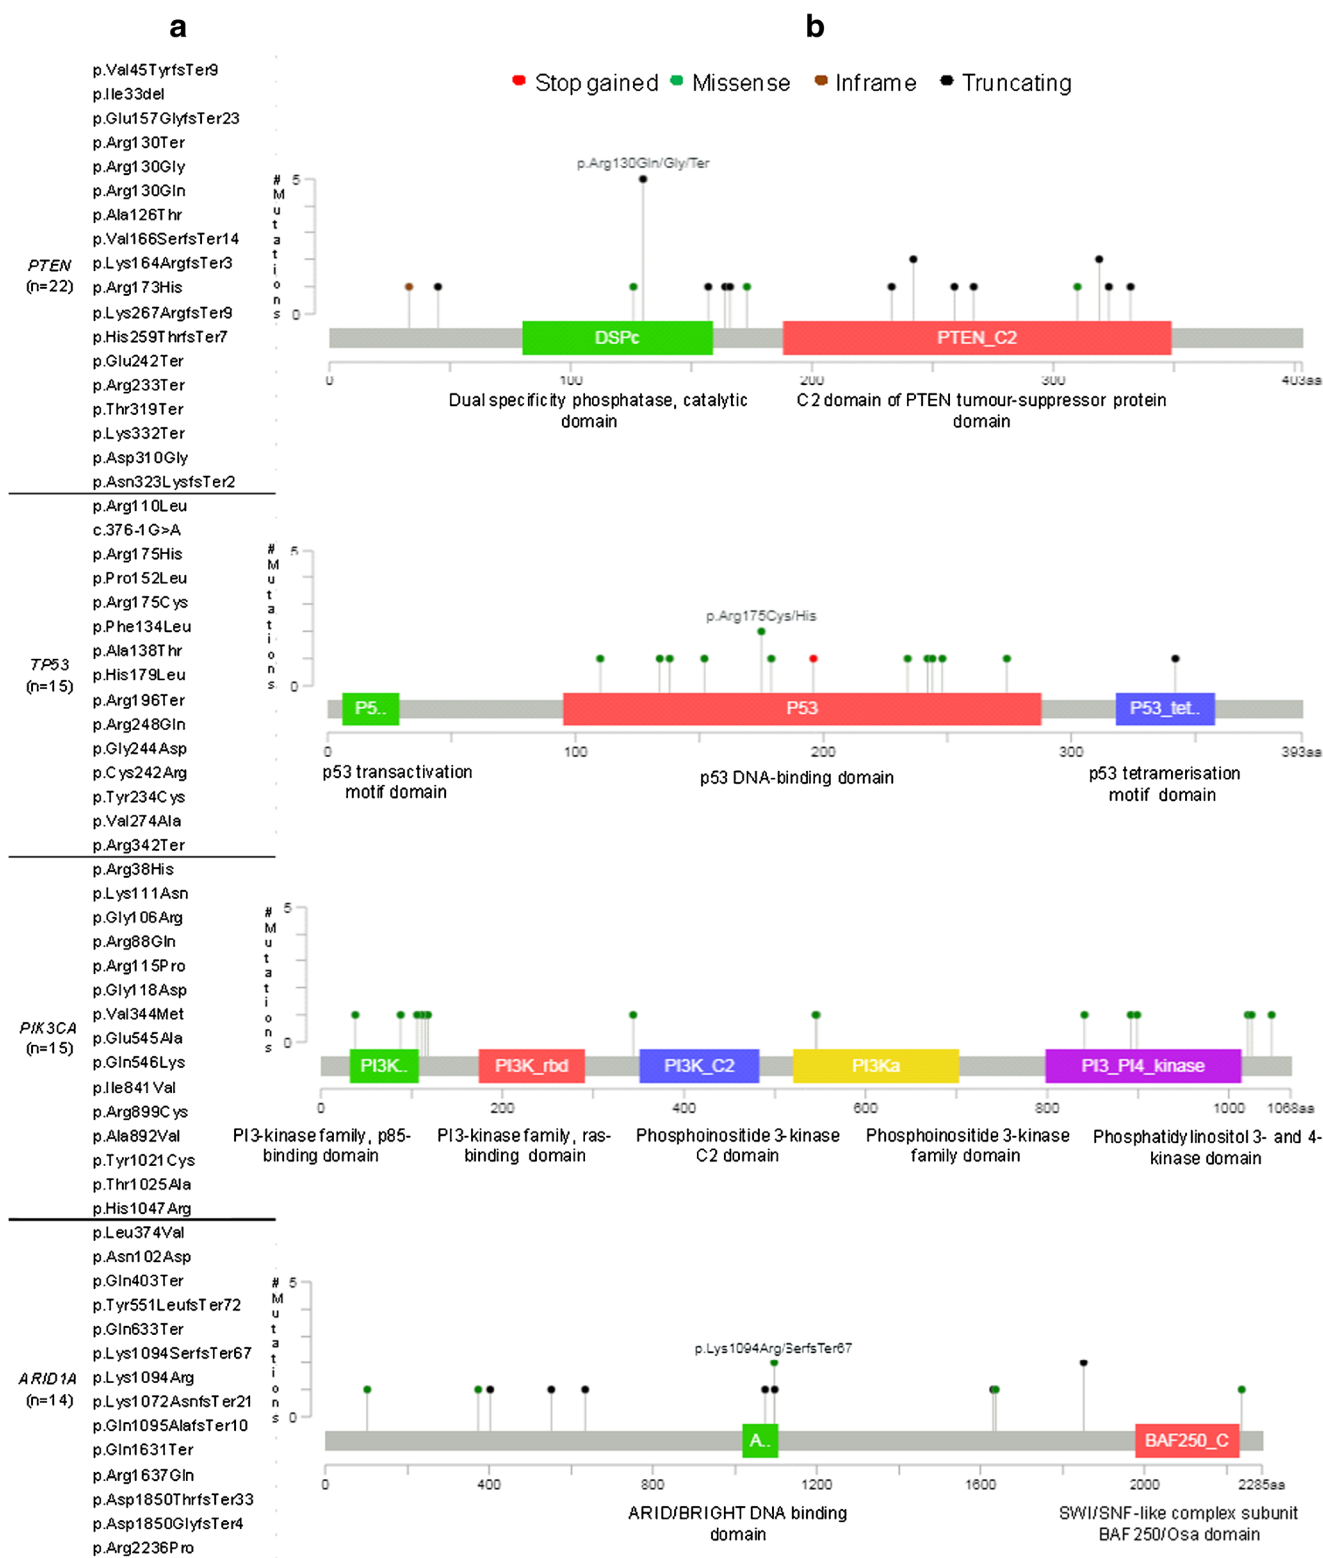 a
b
p.Val45TyrfsTer9
p.Ile33del
p.Glu157GlyfsTer23
p.Arg130Ter
p.Arg130Gly
p.Arg130Gln
p.Ala126Thr
p.Val166SerfsTer14
p.Lys164ArgfsTer3
p.Arg173His
p.Lys267ArgfsTer9
p.His259ThrfsTer7
p.Glu242Ter
p.Arg233Ter
p.Thr319Ter
p.Lys332Ter
p.Asp310Gly
p.Asn323LysfsTer2
PTEN
(n=22)
Stop gained Missense Inframe Truncating
p.Arg130Gln/Gly/Ter
# Mutations
5
0
DSPc PTEN_C2
0 100 200 300 403aa
Dual specificity phosphatase, catalytic
domain
C2 domain of PTEN tumour-suppressor protein
domain
p.Arg110Leu
c.376-1G>A
p.Arg175His
p.Pro152Leu
p.Arg175Cys
p.Phe134Leu
p.Ala138Thr
p.His179Leu
p.Arg196Ter
p.Arg248Gln
p.Gly244Asp
p.Cys242Arg
p.Tyr234Cys
p.Val274Ala
p.Arg342Ter
TP53
(n=15)
# Mutations
5
0
p.Arg175Cys/His
P5.. P53 P53_tet..
0 100 200 300 393aa
p53 transactivation
motif domain
p53 DNA-binding domain
p53 tetramerisation
motif domain
p.Arg38His
p.Lys111Asn
p.Gly106Arg
p.Arg88Gln
p.Arg115Pro
p.Gly118Asp
p.Val344Met
p.Glu545Ala
p.Gln546Lys
p.Ile841Val
p.Arg899Cys
p.Ala892Val
p.Tyr1021Cys
p.Thr1025Ala
p.His1047Arg
PIK3CA
(n=15)
# Mutations
5
0
PI3K.. PI3K_rbd PI3K_C2 PI3Ka PI3_PI4_kinase
0 200 400 600 800 1000 1068aa
PI3-kinase family, p85-
binding domain
PI3-kinase family, ras-
binding domain
Phosphoinositide 3-kinase
C2 domain
Phosphoinositide 3-kinase
family domain
Phosphatidylinositol 3- and 4-
kinase domain
p.Leu374Val
p.Asn102Asp
p.Gln403Ter
p.Tyr551LeufsTer72
p.Gln633Ter
p.Lys1094SerfsTer67
p.Lys1094Arg
p.Lys1072AsnfsTer21
p.Gln1095AlafsTer10
p.Gln1631Ter
p.Arg1637Gln
p.Asp1850ThrfsTer33
p.Asp1850GlyfsTer4
p.Arg2236Pro
ARID1A
(n=14)
# Mutations
5
0
p.Lys1094Arg/SerfsTer67
A.. BAF250_C
0 400 800 1200 1600 2000 2285aa
ARID/BRIGHT DNA binding
domain
SWI/SNF-like complex subunit
BAF250/Osa domain